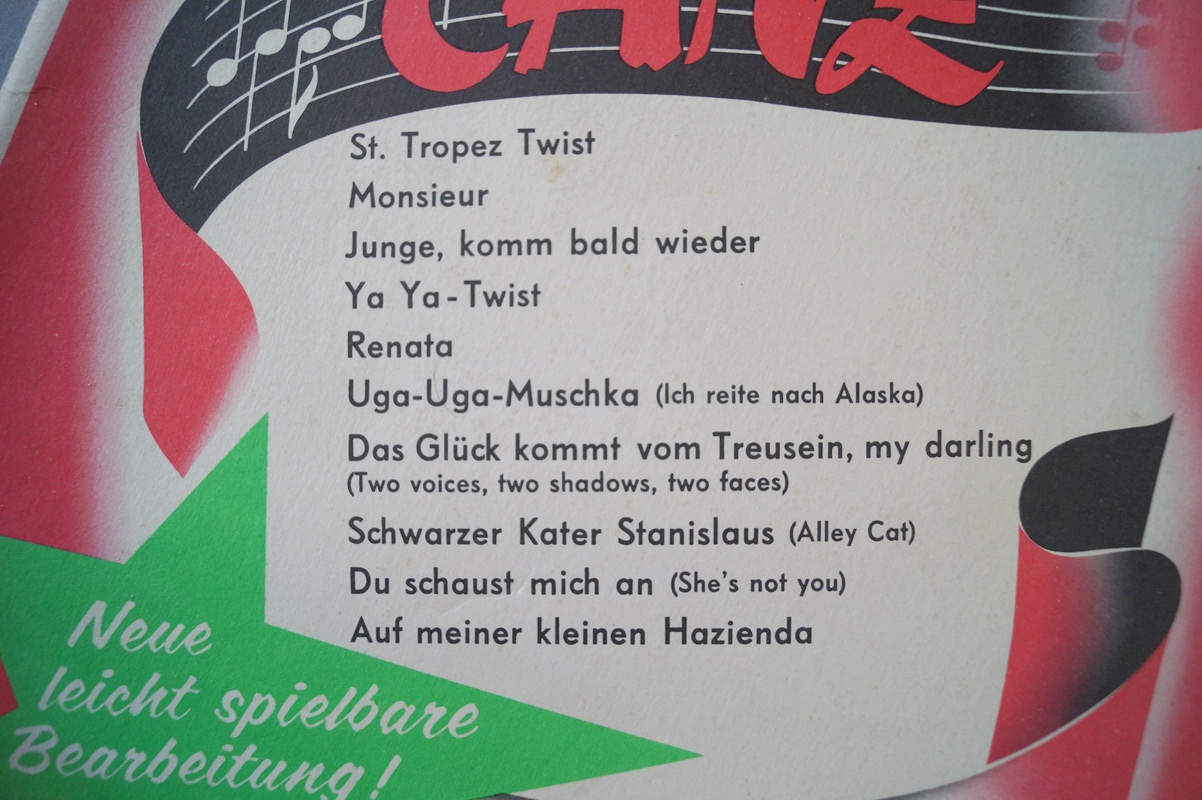 St. Tropez Twist
Monsieur
Junge, komm bald wieder
Ya Ya-Twist
Renata
Uga-Uga-Muschka (Ich reite nach Alaska)
Das Glück kommt vom Treusein, my darling
(Two voices, two shadows, two faces)
Schwarzer Kater Stanislaus (Alley Cat)
Du schaust mich an (She's not you)
Auf meiner kleinen Hazienda
Neue
leicht spielbare
Bearbeitung!